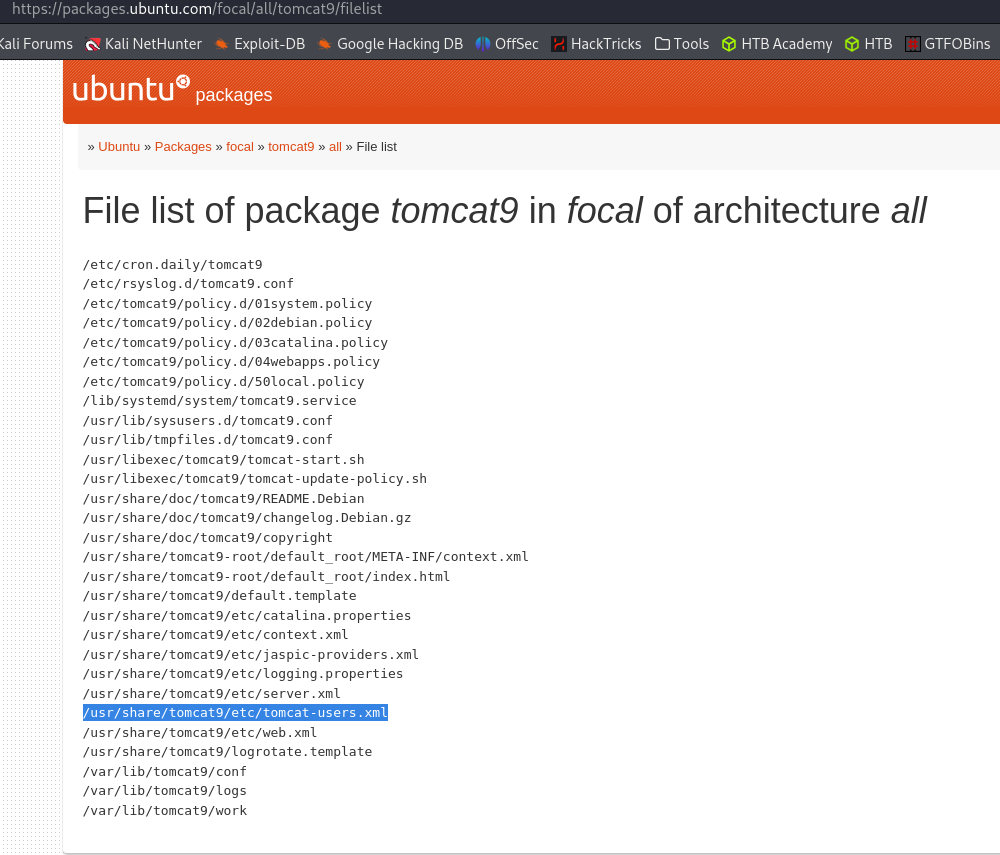 https://packages.ubuntu.com/focal/all/tomcat9/filelist
Kali Forums Kali NetHunter Exploit-DB Google Hacking DB OffSec HackTricks Tools HTB Academy HTB GTFOBins
ubuntu packages
» Ubuntu » Packages » focal » tomcat9 » all » File list
File list of package tomcat9 in focal of architecture all
/etc/cron.daily/tomcat9
/etc/rsyslog.d/tomcat9.conf
/etc/tomcat9/policy.d/01system.policy
/etc/tomcat9/policy.d/02debian.policy
/etc/tomcat9/policy.d/03catalina.policy
/etc/tomcat9/policy.d/04webapps.policy
/etc/tomcat9/policy.d/50local.policy
/lib/systemd/system/tomcat9.service
/usr/lib/sysusers.d/tomcat9.conf
/usr/lib/tmpfiles.d/tomcat9.conf
/usr/libexec/tomcat9/tomcat-start.sh
/usr/libexec/tomcat9/tomcat-update-policy.sh
/usr/share/doc/tomcat9/README.Debian
/usr/share/doc/tomcat9/changelog.Debian.gz
/usr/share/doc/tomcat9/copyright
/usr/share/tomcat9-root/default_root/META-INF/context.xml
/usr/share/tomcat9-root/default_root/index.html
/usr/share/tomcat9/default.template
/usr/share/tomcat9/etc/catalina.properties
/usr/share/tomcat9/etc/context.xml
/usr/share/tomcat9/etc/jaspic-providers.xml
/usr/share/tomcat9/etc/logging.properties
/usr/share/tomcat9/etc/server.xml
/usr/share/tomcat9/etc/tomcat-users.xml
/usr/share/tomcat9/etc/web.xml
/usr/share/tomcat9/logrotate.template
/var/lib/tomcat9/conf
/var/lib/tomcat9/logs
/var/lib/tomcat9/work